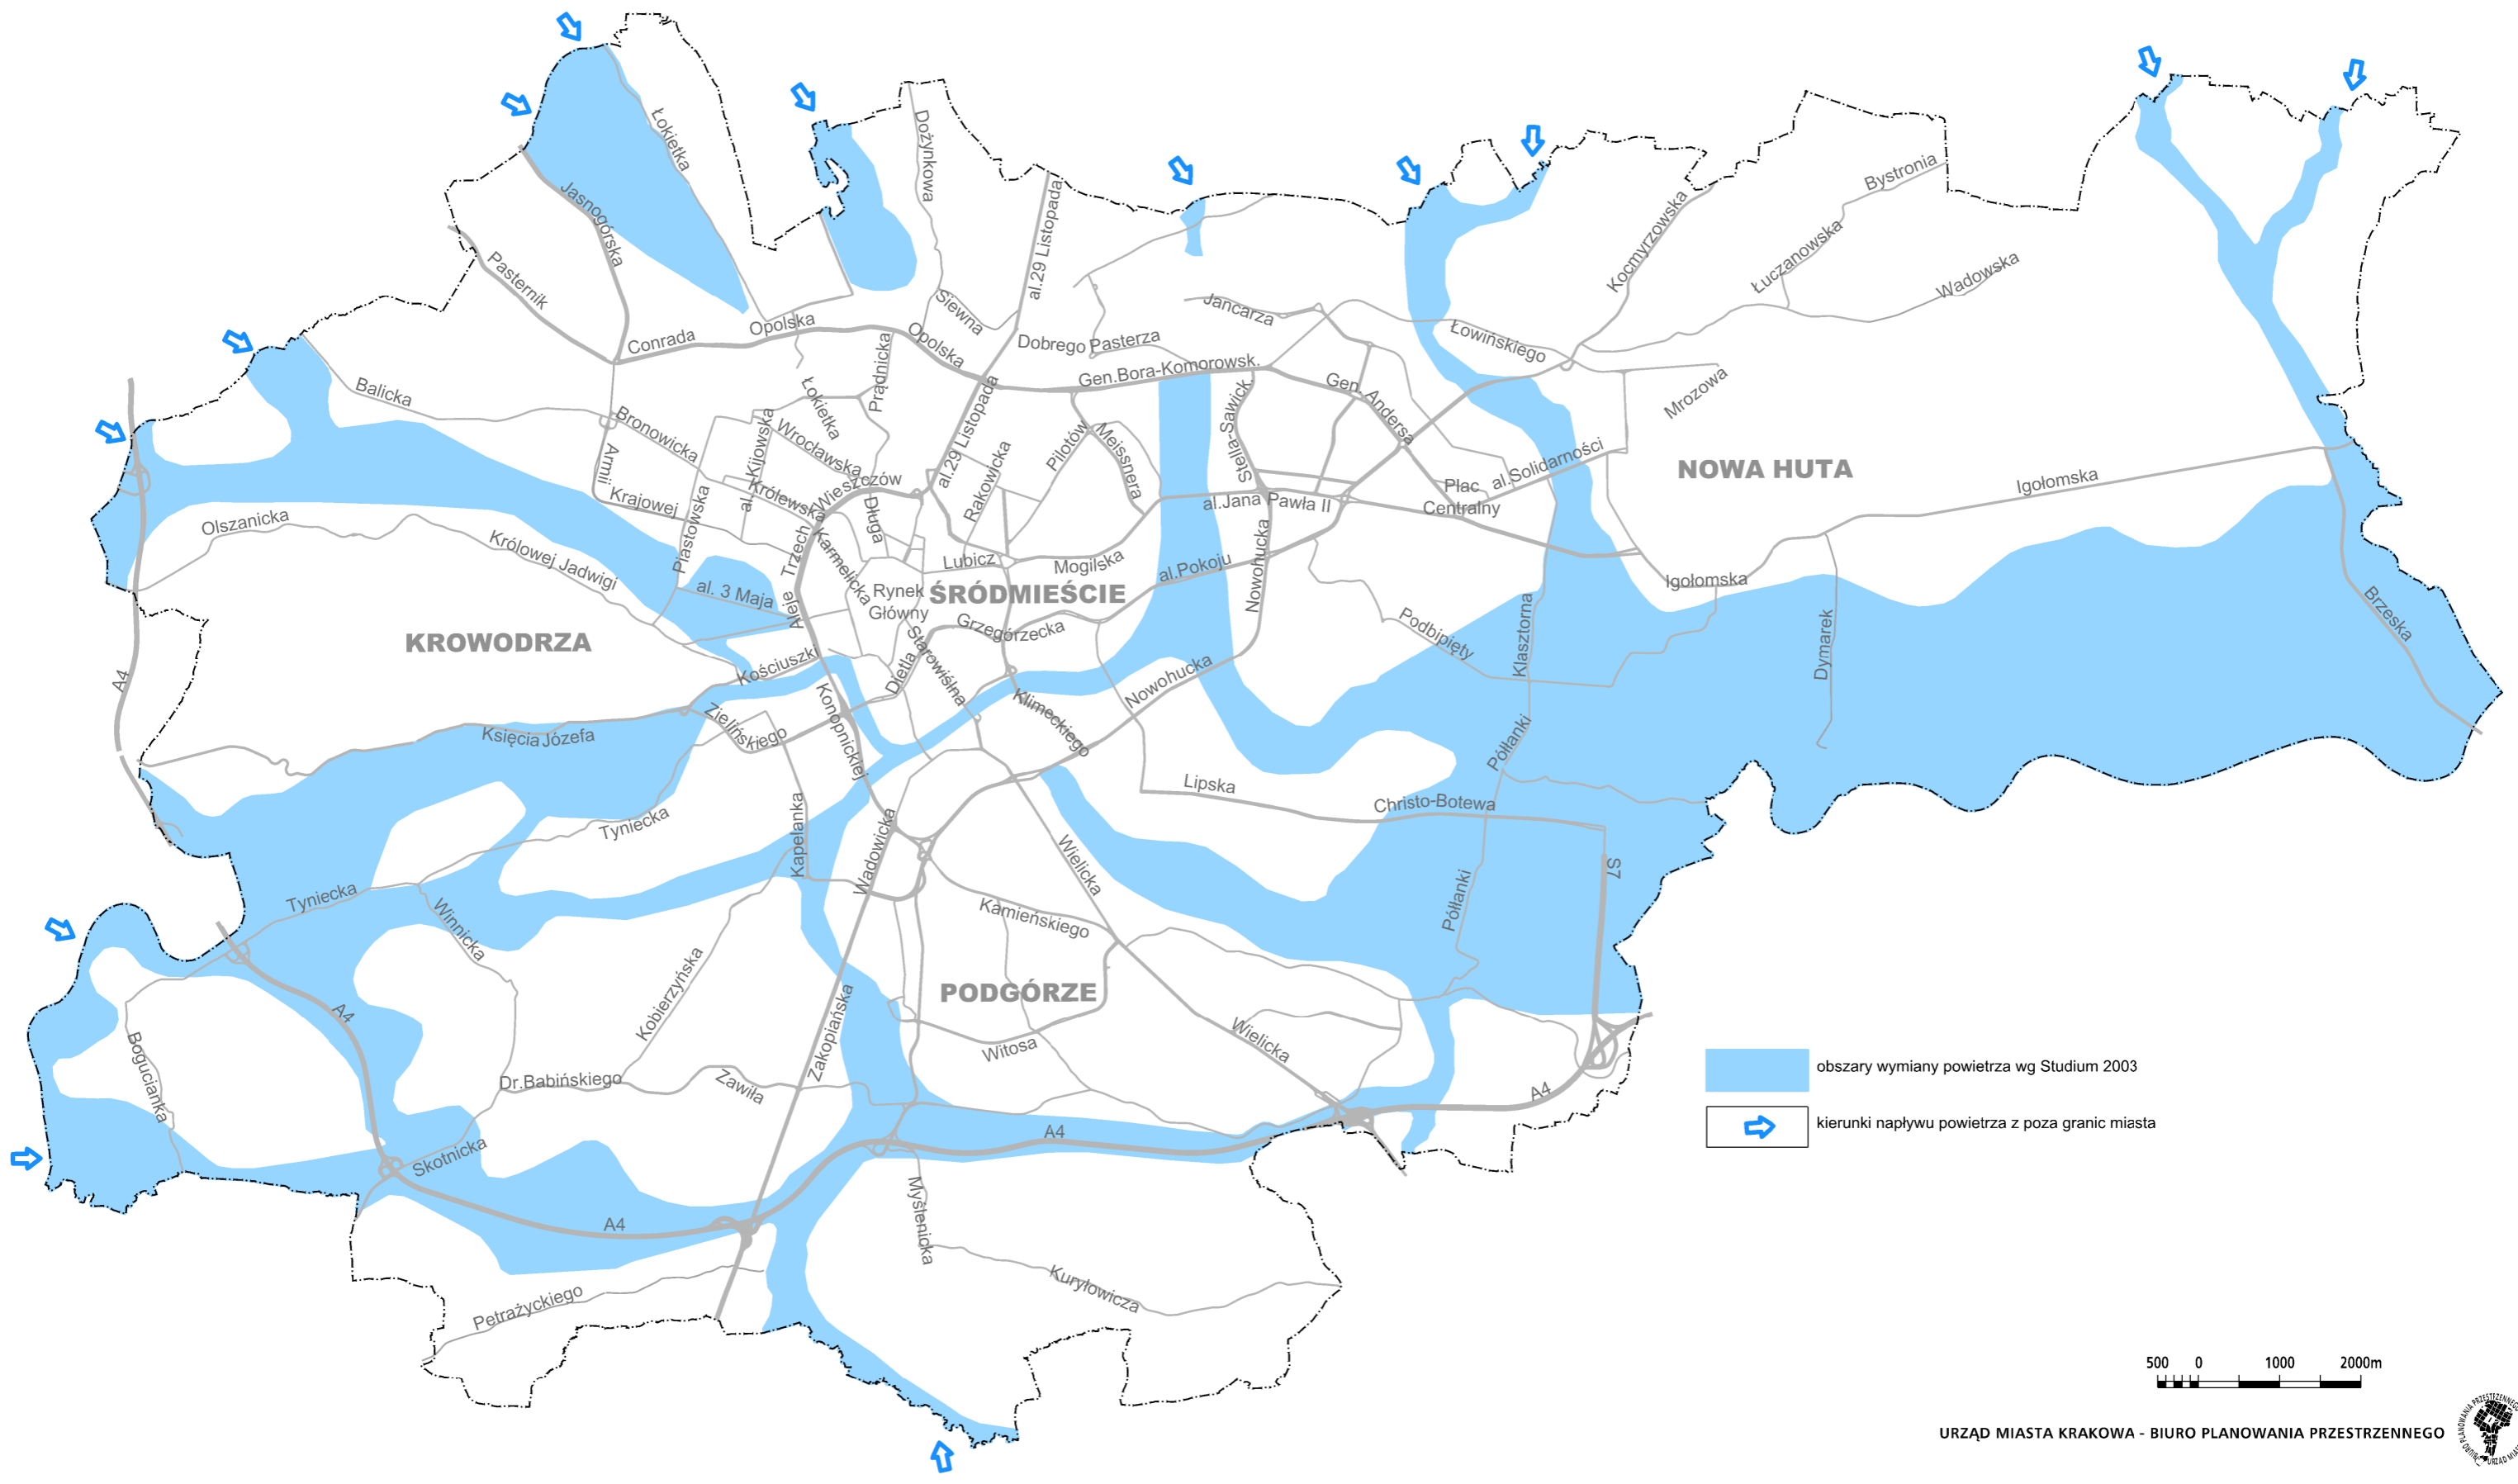 Łokietka
Dożynkowa
Jasnogórska
al.29 Listopada
Bystronia
Kocmyrzowska
Łuczanowska
Wadowska
Pasternik
Siewna
Jancarza
Opolska
Conrada
Opolska
Prądnicka
Dobrego Pasterza
Łowińskiego
Gen.Bora-Komorowsk.
Gen. Andersa
Mrozowa
Balicka
Bronowicka
Łokietka
al. Kijowska
Wrocławska
al.29 Listopada
Rakowicka
Pilotów
Meissnera
Stella-Sawick.
Armii
Krajowej
Królewska
Wieszczów
Plac
Centralny
al.Solidarności
NOWA HUTA
Igołomska
Olszanicka
Piastowska
Długa
al.Jana Pawła II
Królowej Jadwigi
Aleje Trzech
Karmelicka
Lubicz
Mogilska
al.Pokoju
Nowohucka
Igołomska
al. 3 Maja
Rynek
Główny
ŚRÓDMIEŚCIE
Grzegórzecka
Starowiślna
Podbipięty
Klasztorna
Dymarek
Brzeska
KROWODRZA
Kościuszki
Dietla
A4
Konopnickiej
Klimeckiego
Nowohucka
Zielińskiego
Księcia Józefa
Półłanki
Lipska
Christo-Botewa
Tyniecka
Kapelanka
Wadowicka
Wielicka
S7
Tyniecka
Winnicka
Kamieńskiego
Półłanki
Kobierzyńska
PODGÓRZE
A4
Zakopiańska
Witosa
Wielicka
Bogucianka
Dr.Babińskiego
Zawiła
A4
obszary wymiany powietrza wg Studium 2003
kierunki napływu powietrza z poza granic miasta
A4
Skotnicka
Myślenicka
A4
Kuryłowicza
Petrażyckiego
500 0 1000 2000m
URZĄD MIASTA KRAKOWA - BIURO PLANOWANIA PRZESTRZENNEGO